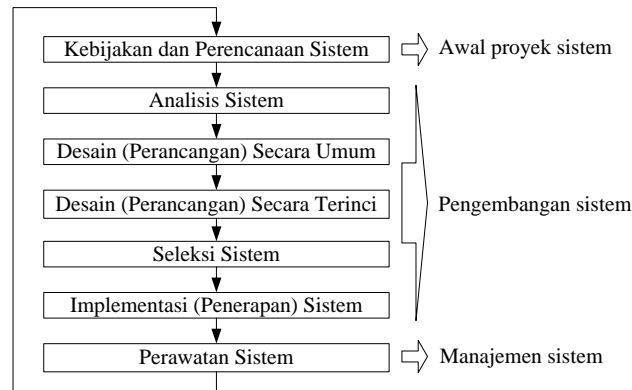 Kebijakan dan Perencanaan Sistem
Awal proyek sistem
Analisis Sistem
Desain (Perancangan) Secara Umum
Desain (Perancangan) Secara Terinci
Pengembangan sistem
Seleksi Sistem
Implementasi (Penerapan) Sistem
Perawatan Sistem
Manajemen sistem